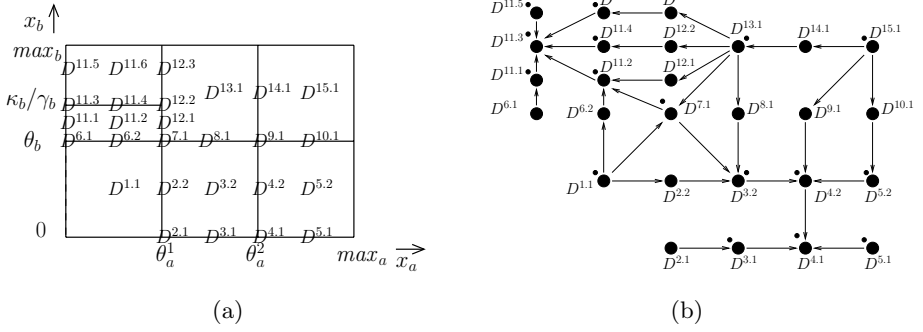 x_b
max_b
D^{11.5} D^{11.6} D^{12.3}
D^{13.1} D^{14.1} D^{15.1}
κ_b/γ_b D^{11.3} D^{11.4} D^{12.2}
D^{11.1} D^{11.2} D^{12.1}
θ_b D^{6.1} D^{6.2} D^{7.1} D^{8.1} D^{9.1} D^{10.1}
D^{1.1} D^{2.2} D^{3.2} D^{4.2} D^{5.2}
0 D^{2.1} D^{3.1} D^{4.1} D^{5.1}
θ_a^1 θ_a^2 max_a x_a
(a)
D^{11.5} D D
D^{11.3} D^{11.4} D^{12.2} D^{13.1} D^{14.1} D^{15.1}
D^{11.1} D^{11.2} D^{12.1}
D^{6.1} D^{6.2} D^{7.1} D^{8.1} D^{9.1} D^{10.1}
D^{1.1} D^{2.2} D^{3.2} D^{4.2} D^{5.2}
D^{2.1} D^{3.1} D^{4.1} D^{5.1}
(b)